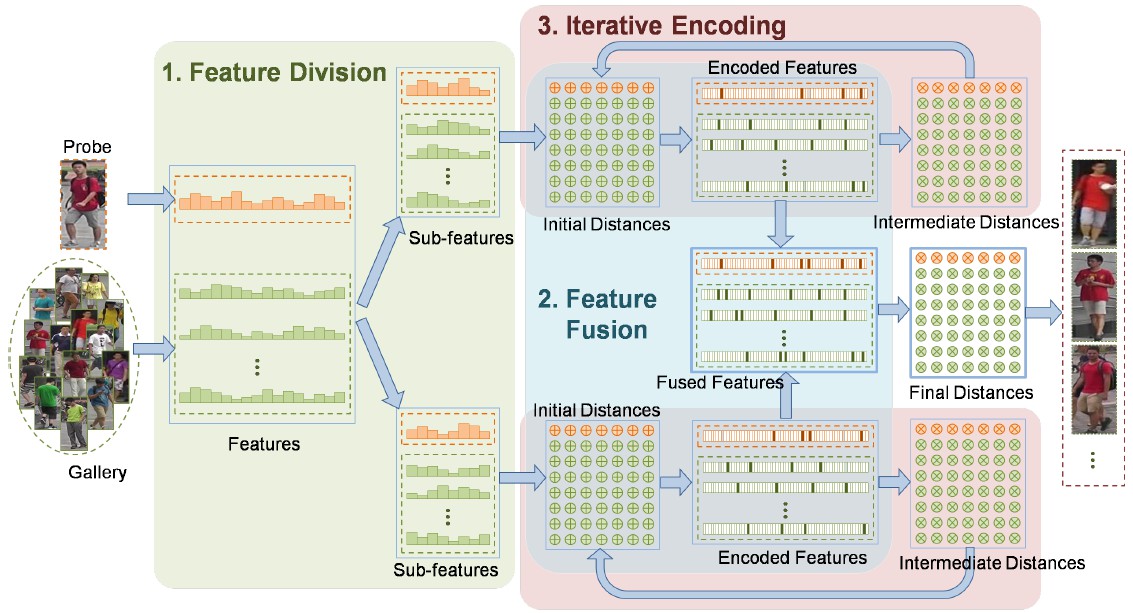 3. Iterative Encoding
1. Feature Division
Encoded Features
Probe
Initial Distances
Intermediate Distances
Sub-features
2. Feature
Fusion
Fused Features
Final Distances
Initial Distances
Features
Gallery
Encoded Features
Intermediate Distances
Sub-features